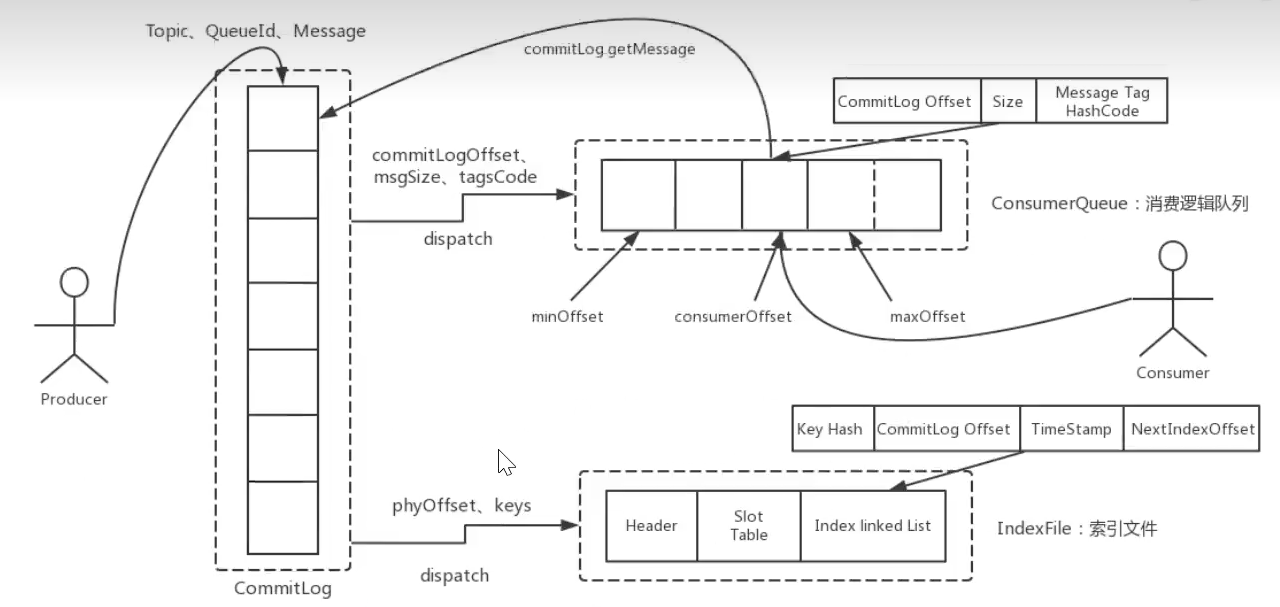 Topic、QueueId、Message
commitLog.getMessage
CommitLog Offset
Size
Message Tag
HashCode
commitLogOffset、
msgSize、tagsCode
dispatch
ConsumerQueue：消费逻辑队列
minOffset
consumerOffset
maxOffset
Producer
Consumer
Key Hash
CommitLog Offset
TimeStamp
NextIndexOffset
phyOffset、keys
dispatch
Header
Slot
Table
Index linked List
IndexFile：索引文件
CommitLog